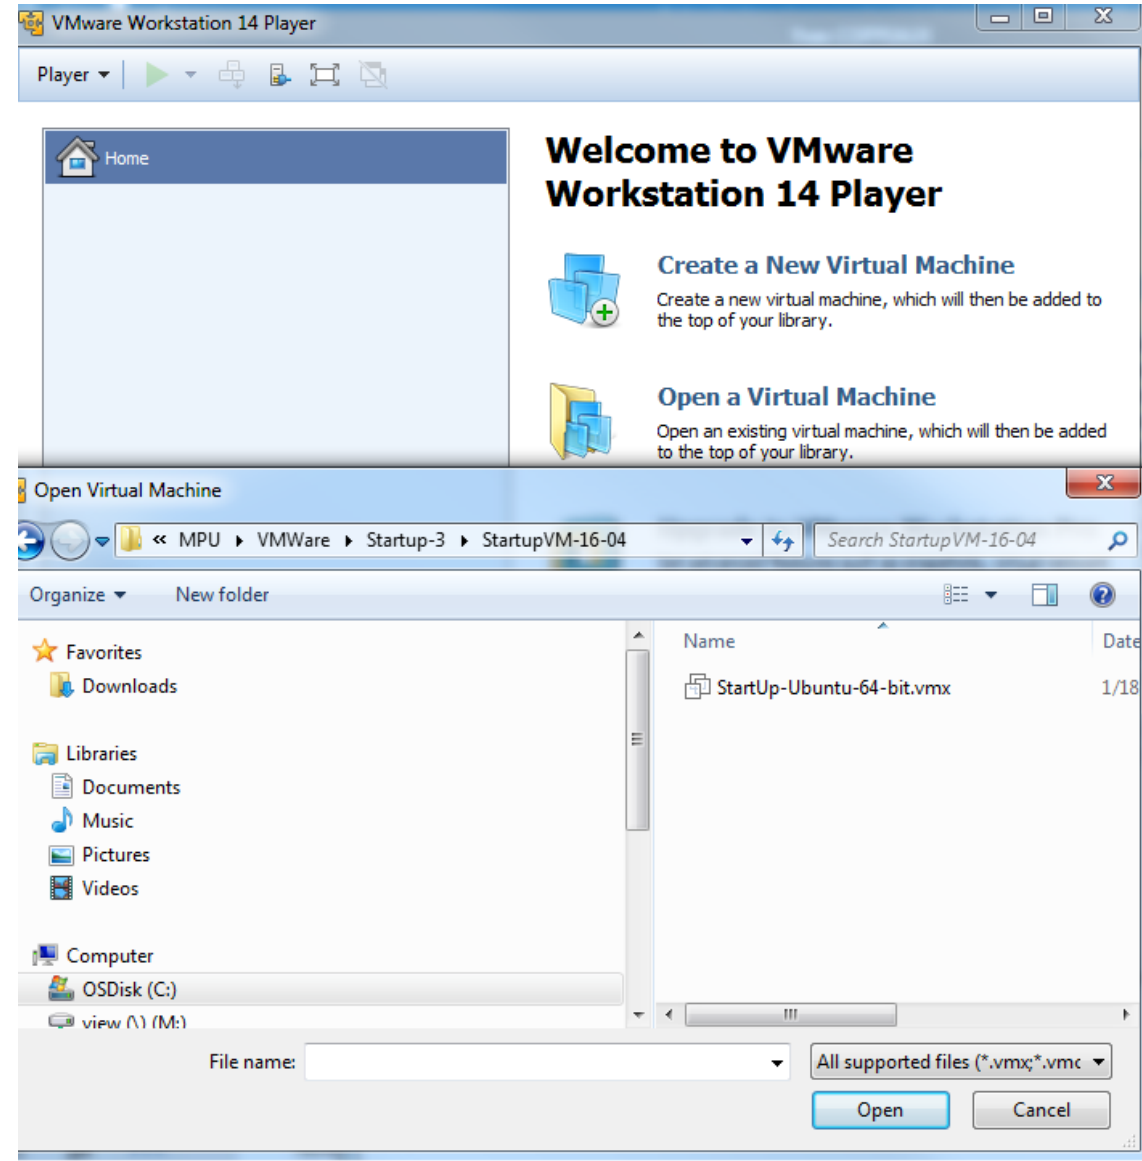 VMware Workstation 14 Player
Player
Home
Welcome to VMware
Workstation 14 Player
Create a New Virtual Machine
Create a new virtual machine, which will then be added to
the top of your library.
Open a Virtual Machine
Open an existing virtual machine, which will then be added
to the top of your library.
Open Virtual Machine
« MPU VMWare Startup-3 StartupVM-16-04
Search StartupVM-16-04
Organize New folder
Name Date
Favorites
Downloads
StartUp-Ubuntu-64-bit.vmx 1/18
Libraries
Documents
Music
Pictures
Videos
Computer
OSDisk (C:)
view (\) (M:)
File name: All supported files (*.vmx;*.vmc
Open Cancel